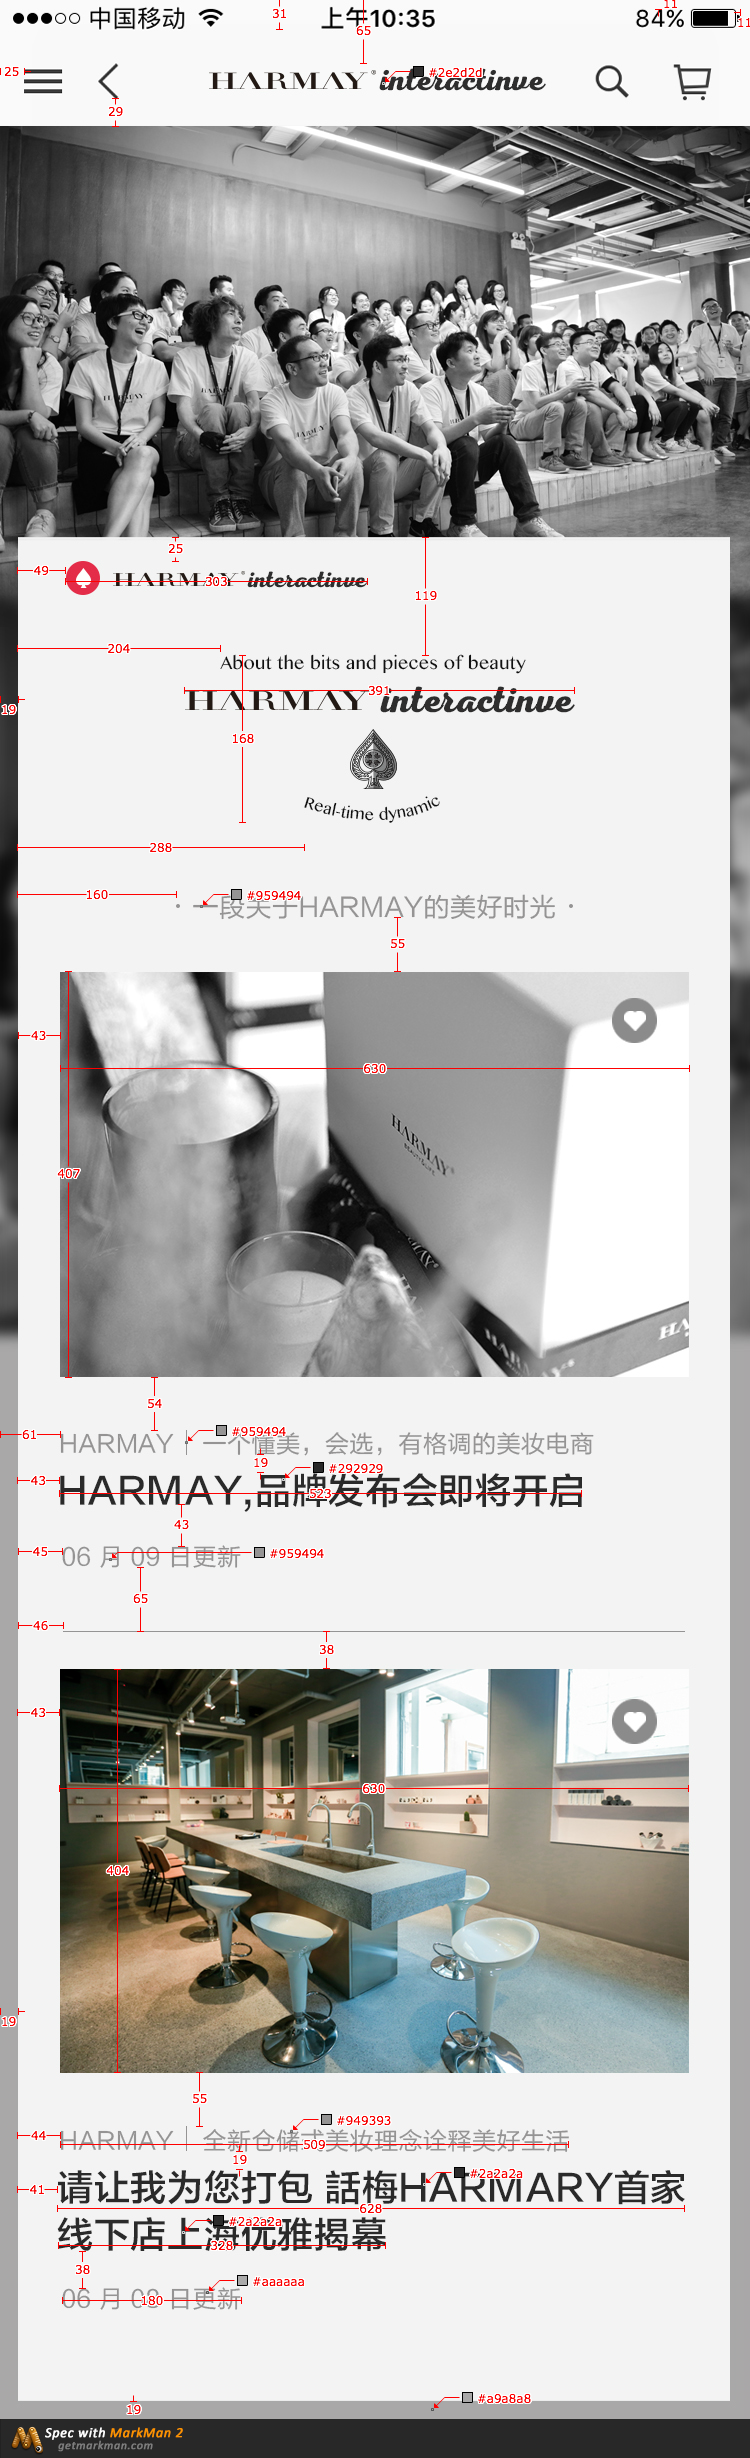 中国移动
上午10:35
84%
31
65
11
11
25
HARMAY® interactinve
#2e2d2d
29
HARMAY
25
49
HARMAY® interactinve
303
119
204
About the bits and pieces of beauty
19
HARMAY interactinve
391
168
Real-time dynamic
288
160
#959494
· 一段关于HARMAY的美好时光 ·
55
43
630
HARMAY
407
54
61
#959494
HARMAY | 一个懂美，会选，有格调的美妆电商
19
#292929
43
HARMAY,品牌发布会即将开启
523
43
45
06 月 09 日更新
#959494
65
46
38
43
630
404
19
55
#949393
44
HARMAY | 全新仓储式美妆理念诠释美好生活
509
19
#2a2a2a
41
请让我为您打包 話梅HARMARY首家
628
#2a2a2a
线下店上海优雅揭幕
328
38
#aaaaaa
06 月 08 日更新
180
#a9a8a8
19
Spec with MarkMan 2
getmarkman.com